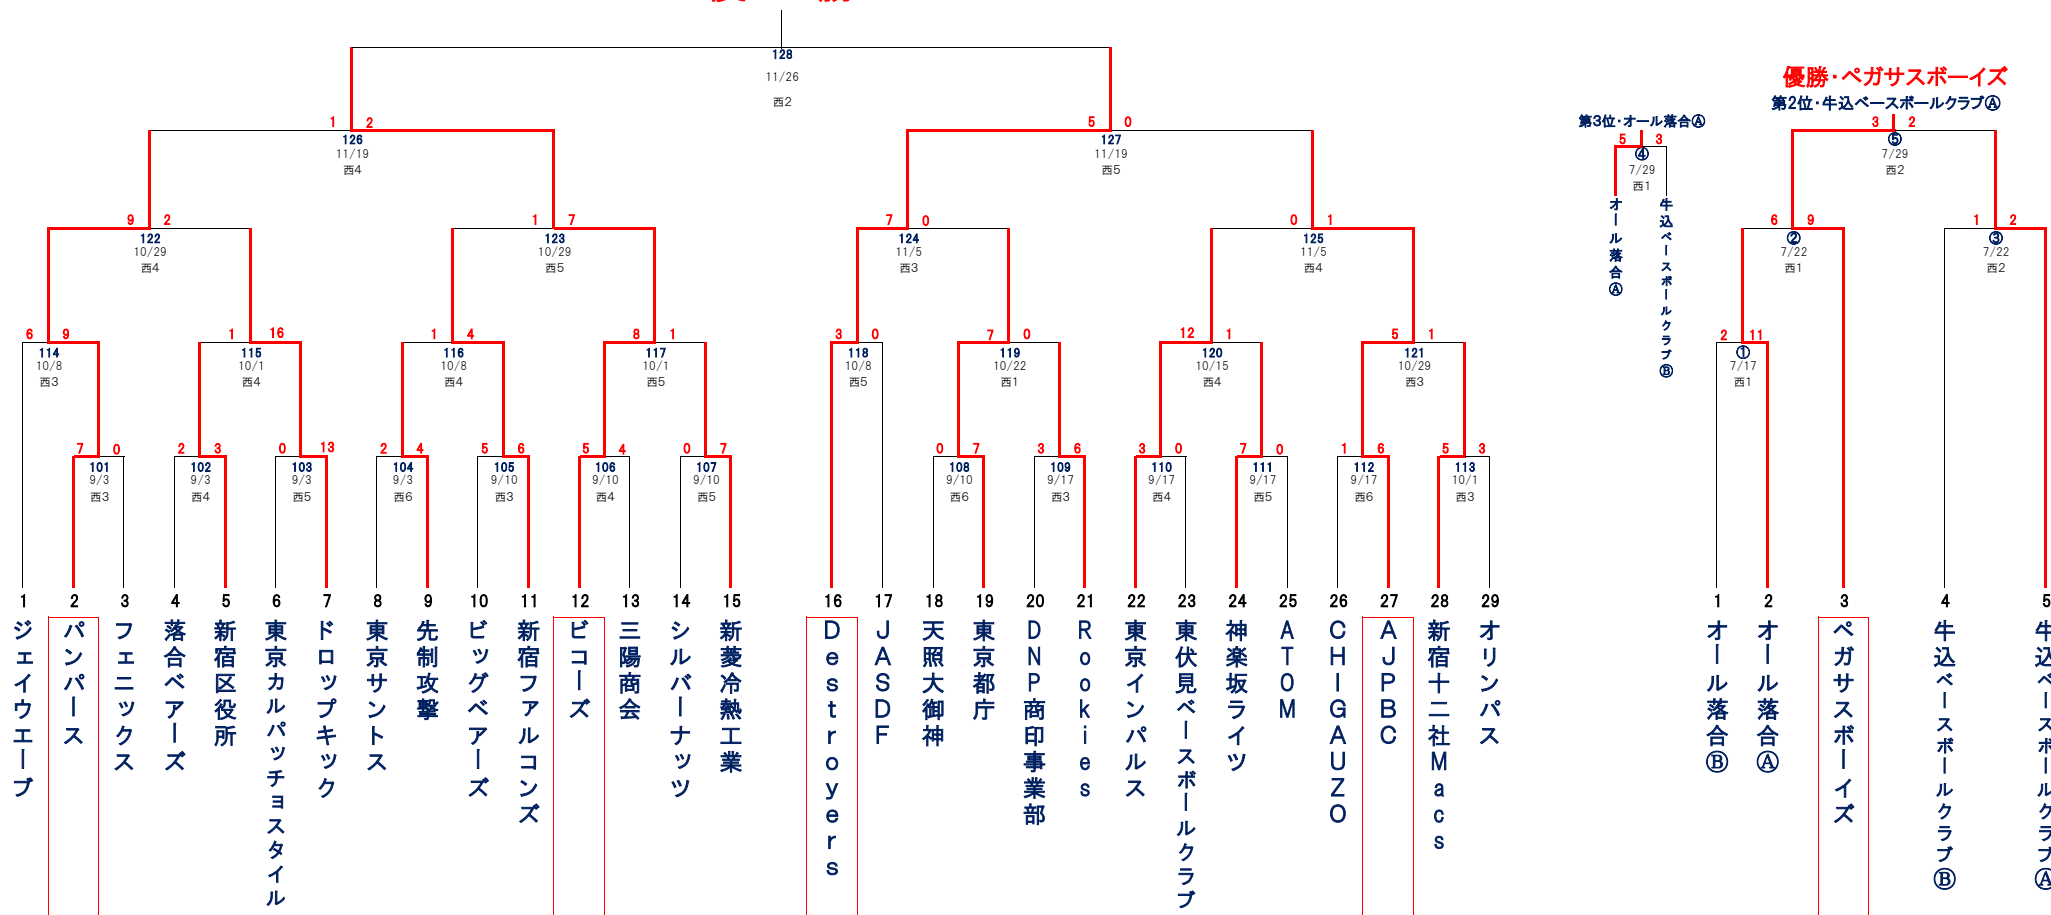 128
11/26
西2
優勝・ペガサスボーイズ
第2位・牛込ベースボールクラブⒶ
第3位・オール落合Ⓐ
1 2
126
11/19
西4
5 0
127
11/19
西5
5 3
④
7/29
西1
オール落合Ⓐ
牛込ベースボールクラブⒷ
3 2
⑤
7/29
西2
9 2
122
10/29
西4
1 7
123
10/29
西5
7 0
124
11/5
西3
0 1
125
11/5
西4
6 9
②
7/22
西1
1 2
③
7/22
西2
6 9
114
10/8
西3
1 16
115
10/1
西4
1 4
116
10/8
西4
8 1
117
10/1
西5
3 0
118
10/8
西5
7 0
119
10/22
西1
12 1
120
10/15
西4
5 1
121
10/29
西3
2 11
①
7/17
西1
7 0
101
9/3
西3
2 3
102
9/3
西4
0 13
103
9/3
西5
2 4
104
9/3
西6
5 6
105
9/10
西3
5 4
106
9/10
西4
0 7
107
9/10
西5
0 7
108
9/10
西6
3 6
109
9/17
西3
3 0
110
9/17
西4
7 0
111
9/17
西5
1 6
112
9/17
西6
5 3
113
10/1
西3
1 ジェイウエーブ
2 パンパース
3 フェニックス
4 落合ベアーズ
5 新宿区役所
6 東京カルパッチョスタイル
7 ドロップキック
8 東京サントス
9 先制攻撃
10 ビッグベアーズ
11 新宿ファルコンズ
12 ビコーズ
13 三陽商会
14 シルバーナッツ
15 新菱冷熱工業
16 Destroyers
17 JASDF
18 天照大御神
19 東京都庁
20 DNP商印事業部
21 Rookies
22 東京インパルス
23 東伏見ベースボールクラブ
24 神楽坂ライツ
25 ATOM
26 CHIGAUZO
27 AJPBC
28 新宿十二社Macs
29 オリンパス
1 オール落合Ⓑ
2 オール落合Ⓐ
3 ペガサスボーイズ
4 牛込ベースボールクラブⒷ
5 牛込ベースボールクラブⒶ